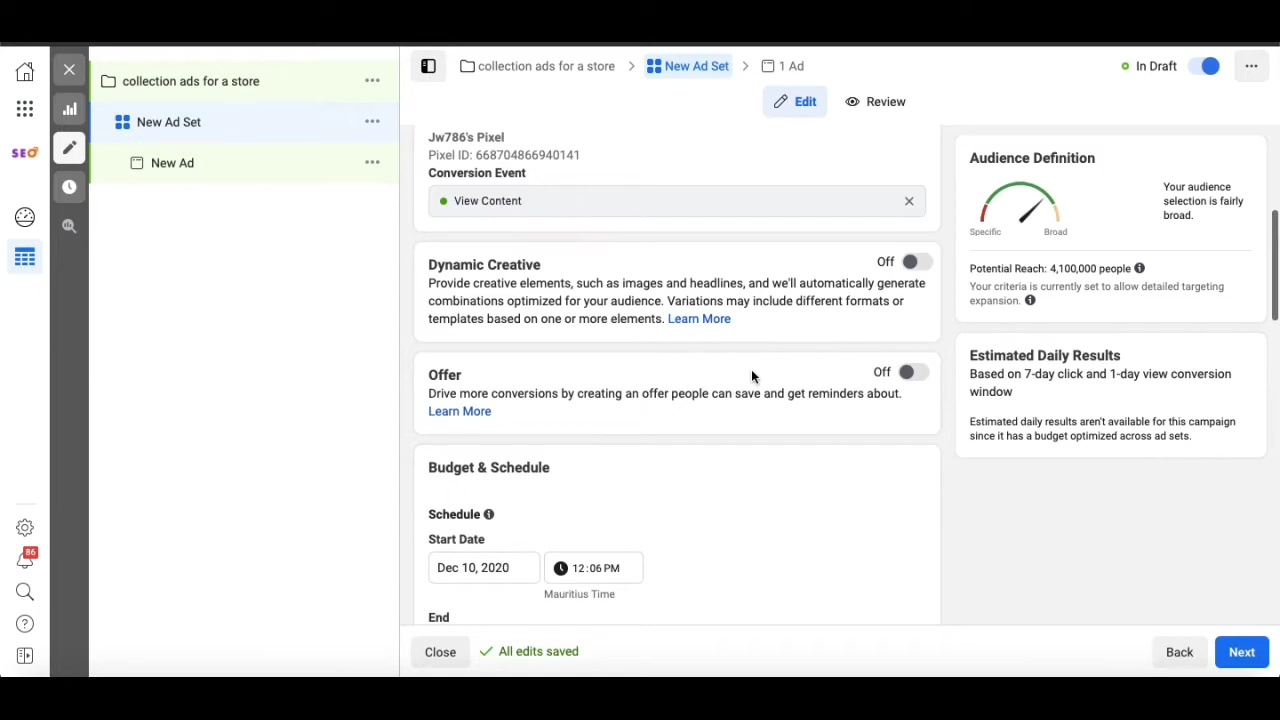 collection ads for a store
New Ad Set
New Ad
SEO
86
collection ads for a store > New Ad Set > 1 Ad
In Draft
Edit
Review
Jw786's Pixel
Pixel ID: 668704866940141
Conversion Event
View Content
Dynamic Creative
Off
Provide creative elements, such as images and headlines, and we'll automatically generate
combinations optimized for your audience. Variations may include different formats or
templates based on one or more elements. Learn More
Offer
Off
Drive more conversions by creating an offer people can save and get reminders about.
Learn More
Budget & Schedule
Schedule
Start Date
Dec 10, 2020
12:06 PM
Mauritius Time
End
Audience Definition
Your audience
selection is fairly
broad.
Specific
Broad
Potential Reach: 4,100,000 people
Your criteria is currently set to allow detailed targeting
expansion.
Estimated Daily Results
Based on 7-day click and 1-day view conversion
window
Estimated daily results aren't available for this campaign
since it has a budget optimized across ad sets.
Close
All edits saved
Back
Next